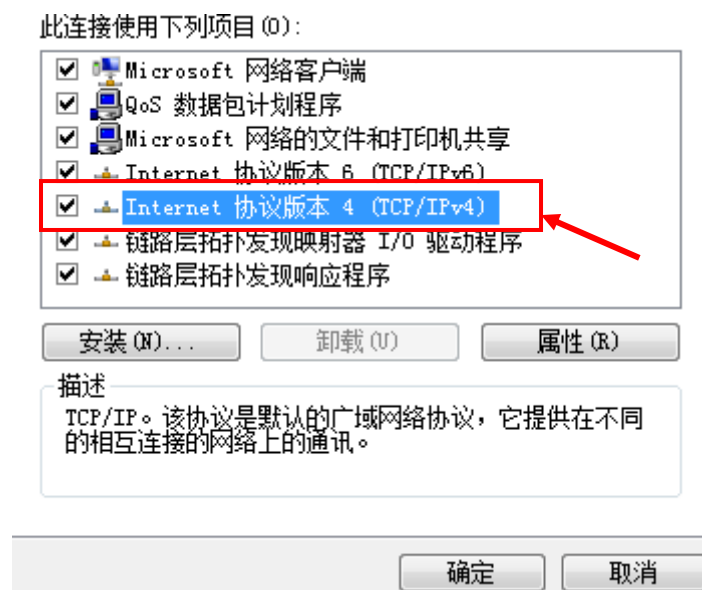 此连接使用下列项目(O):
Microsoft 网络客户端
QoS 数据包计划程序
Microsoft 网络的文件和打印机共享
Internet 协议版本 6 (TCP/IPv6)
Internet 协议版本 4 (TCP/IPv4)
链路层拓扑发现映射器 I/O 驱动程序
链路层拓扑发现响应程序
安装(N)...
卸载(U)
属性(R)
描述
TCP/IP。该协议是默认的广域网络协议，它提供在不同
的相互连接的网络上的通讯。
确定
取消